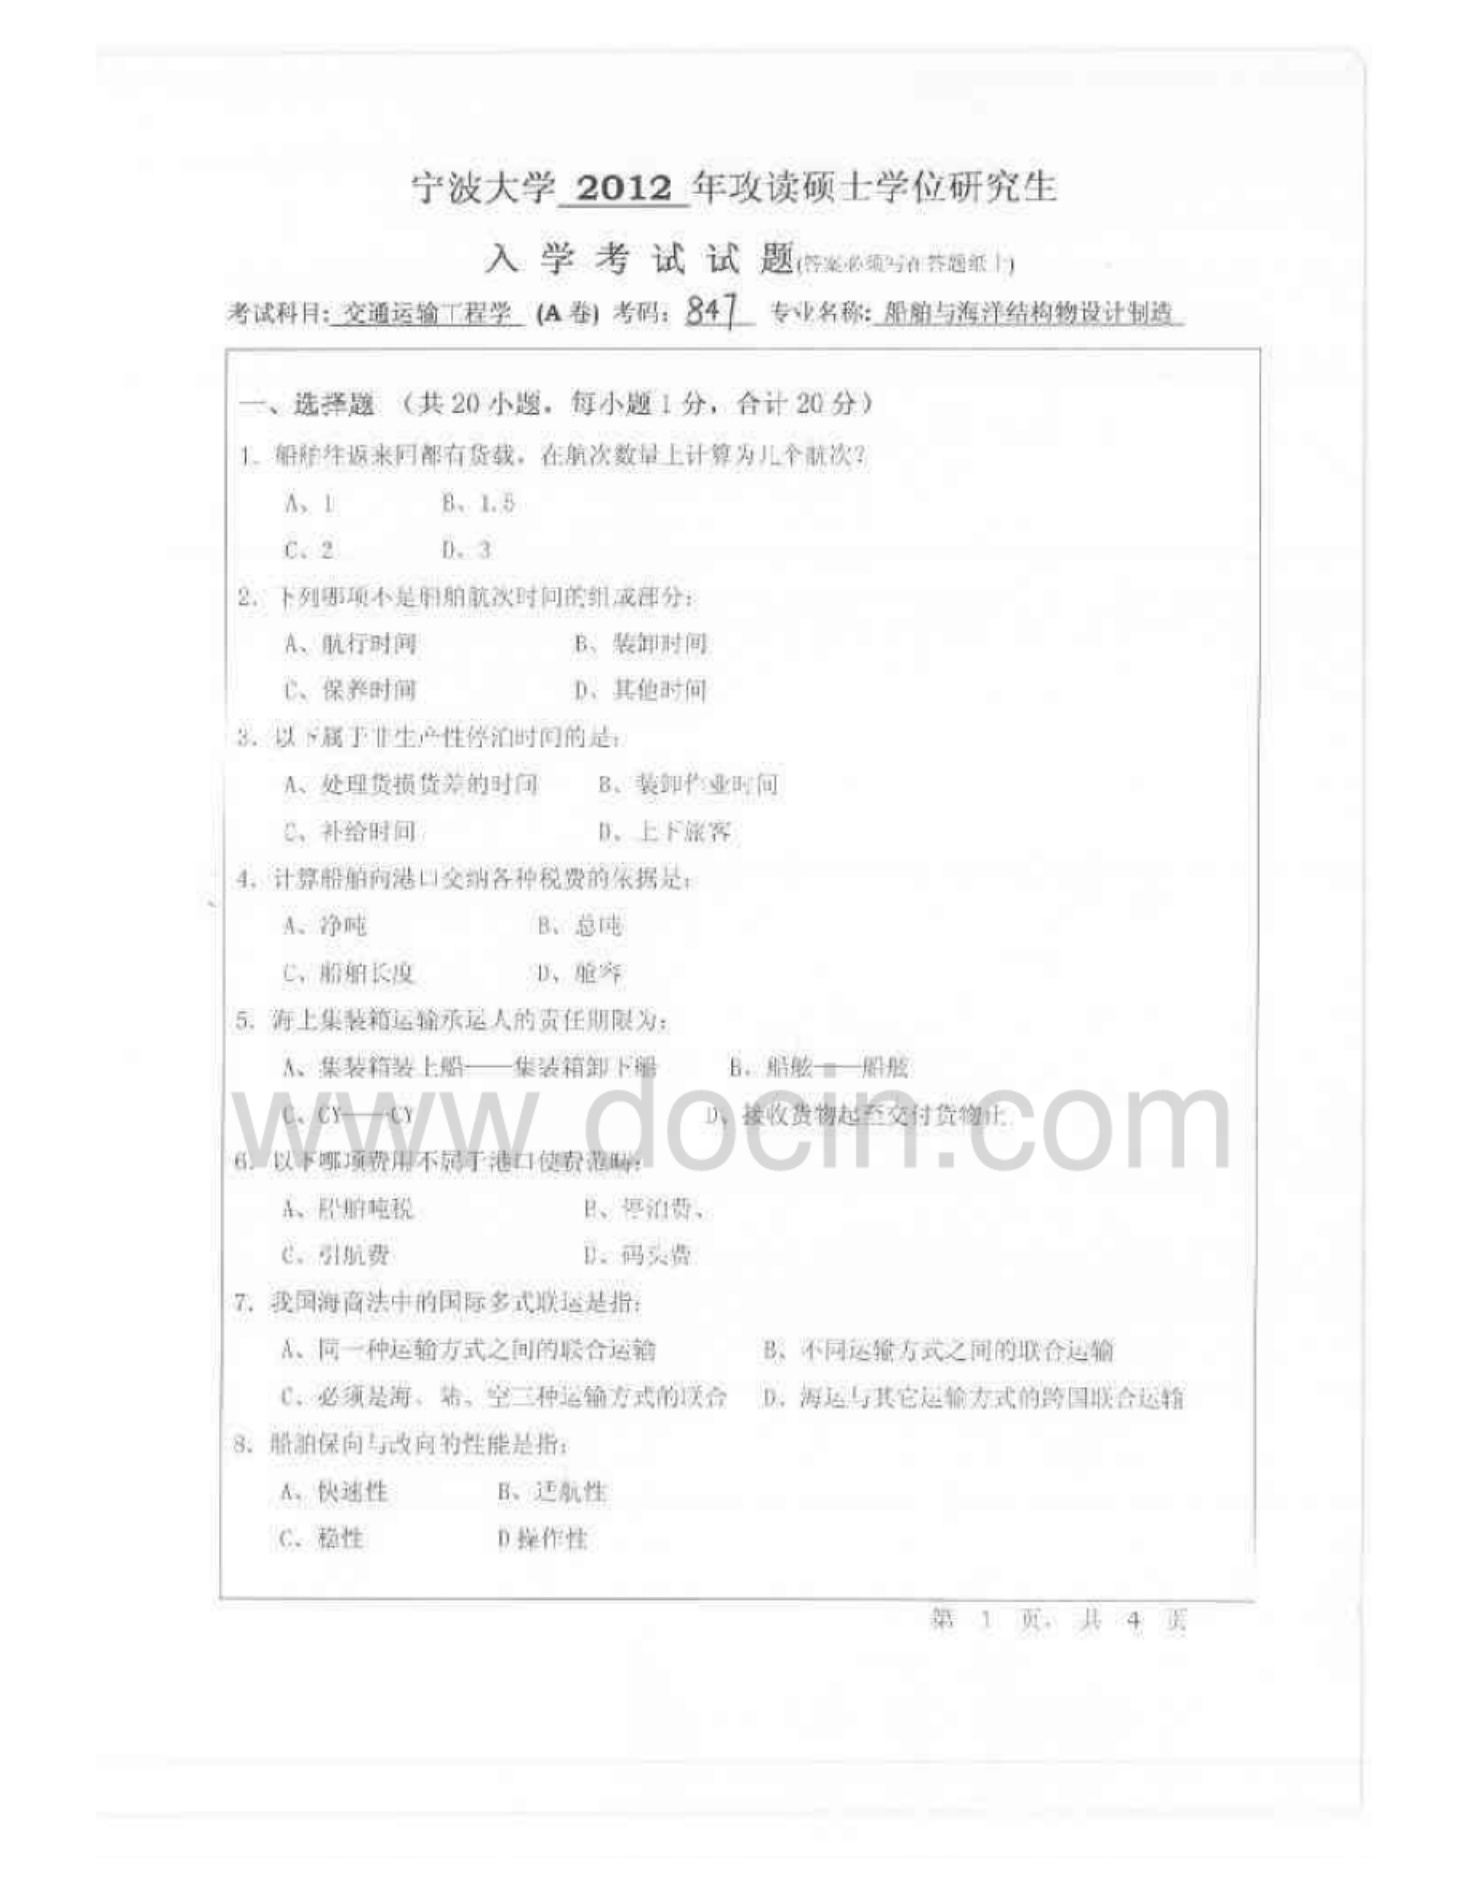 宁波大学 2012 年攻读硕士学位研究生
入 学 考 试 试 题(答案必须写在答题纸上)
考试科目: 交通运输工程学 (A卷) 考码: 847 专业名称: 船舶与海洋结构物设计制造
一、选择题 (共 20 小题，每小题 1 分，合计 20 分)
1. 船舶往返来回都有货载，在航次数量上计算为几个航次?
A、1 B、1.5
C、2 D、3
2. 下列哪项不是船舶航次时间的组成部分:
A、航行时间 B、装卸时间
C、保养时间 D、其他时间
3. 以下属于非生产性停泊时间的是:
A、处理货损货差的时间 B、装卸作业时间
C、补给时间 D、上下旅客
4. 计算船舶向港口交纳各种税费的依据是:
A、净吨 B、总吨
C、船舶长度 D、舱容
5. 海上集装箱运输承运人的责任期限为:
A、集装箱装上船——集装箱卸下船 B、船舷——船舷
C、CY——CY D、接收货物起至交付货物止
www.docin.com
6. 以下哪项费用不属于港口使费范畴:
A、船舶吨税 B、停泊费、
C、引航费 D、码头费
7. 我国海商法中的国际多式联运是指:
A、同一种运输方式之间的联合运输 B、不同运输方式之间的联合运输
C、必须是海、陆、空三种运输方式的联合 D、海运与其它运输方式的跨国联合运输
8. 船舶保向与改向的性能是指:
A、快速性 B、适航性
C、稳性 D 操作性
第 1 页，共 4 页